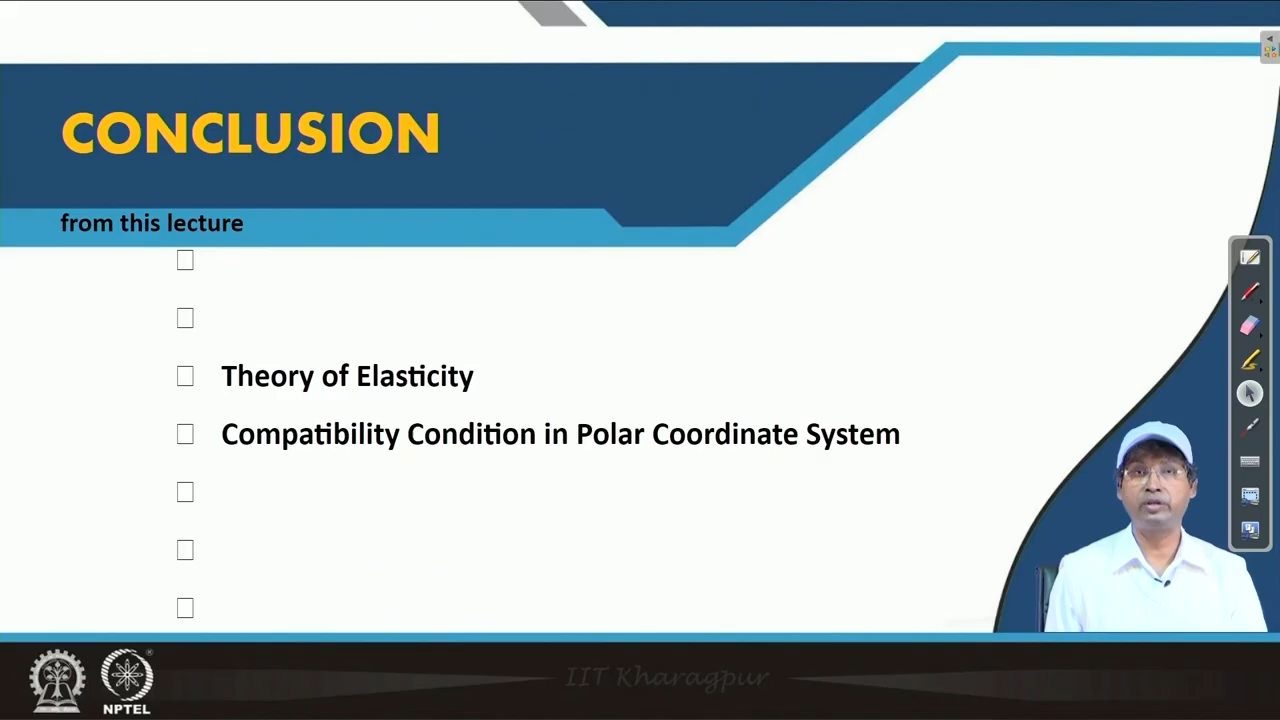 CONCLUSION
from this lecture
Theory of Elasticity
Compatibility Condition in Polar Coordinate System
IIT Kharagpur
NPTEL